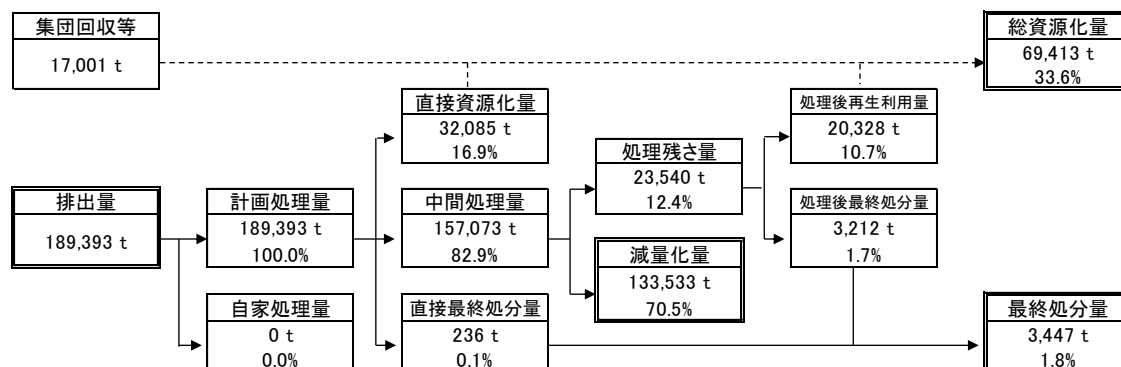 集団回収等
17,001 t
総資源化量
69,413 t
33.6%
直接資源化量
32,085 t
16.9%
処理後再生利用量
20,328 t
10.7%
処理残さ量
23,540 t
12.4%
排出量
189,393 t
計画処理量
189,393 t
100.0%
中間処理量
157,073 t
82.9%
処理後最終処分量
3,212 t
1.7%
減量化量
133,533 t
70.5%
自家処理量
0 t
0.0%
直接最終処分量
236 t
0.1%
最終処分量
3,447 t
1.8%